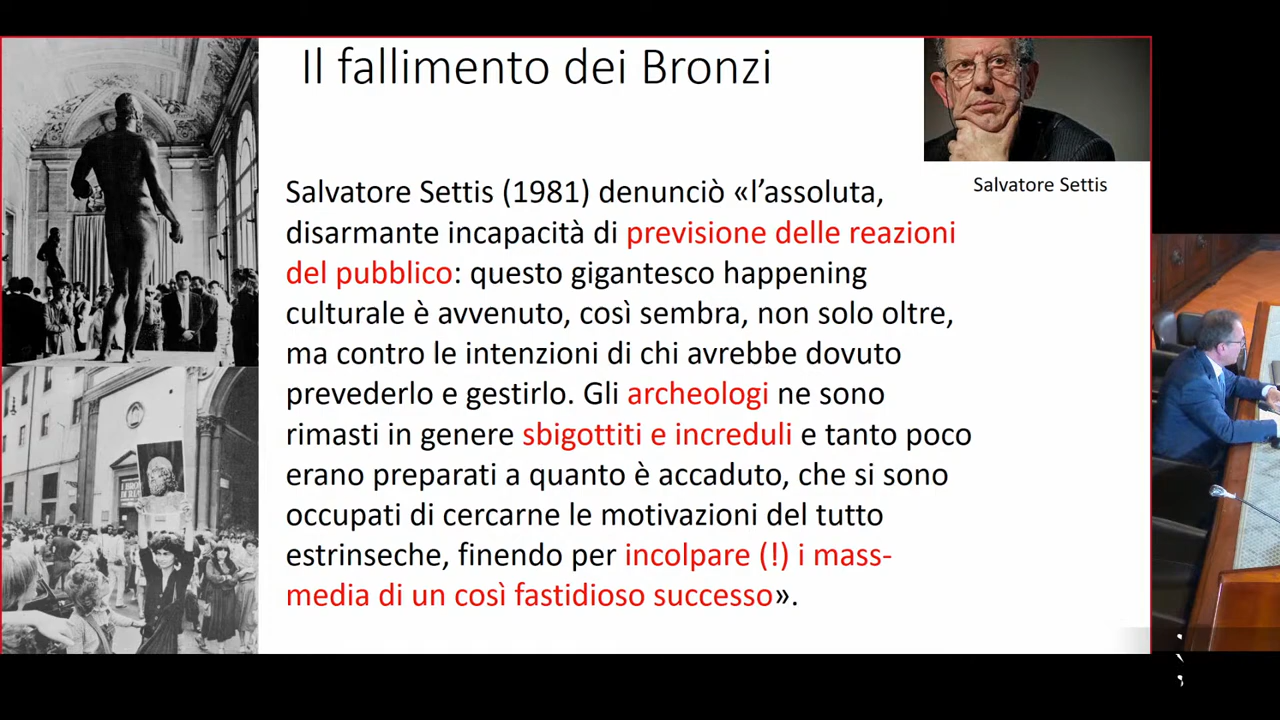 Il fallimento dei Bronzi
Salvatore Settis
Salvatore Settis (1981) denunciò «l’assoluta,
disarmante incapacità di previsione delle reazioni
del pubblico: questo gigantesco happening
culturale è avvenuto, così sembra, non solo oltre,
ma contro le intenzioni di chi avrebbe dovuto
prevederlo e gestirlo. Gli archeologi ne sono
rimasti in genere sbigottiti e increduli e tanto poco
erano preparati a quanto è accaduto, che si sono
occupati di cercarne le motivazioni del tutto
estrinseche, finendo per incolpare (!) i mass-
media di un così fastidioso successo».